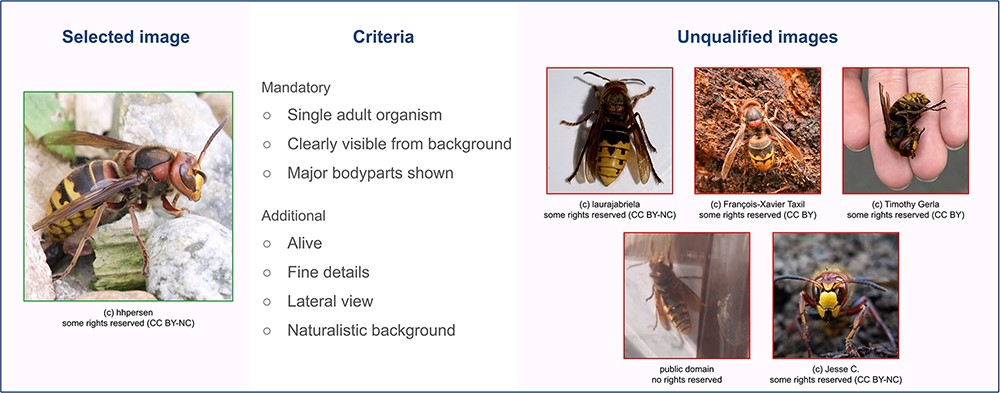 Selected image
Criteria
Unqualified images
(c) hhpersen
some rights reserved (CC BY-NC)
Mandatory
○ Single adult organism
○ Clearly visible from background
○ Major bodyparts shown
Additional
○ Alive
○ Fine details
○ Lateral view
○ Naturalistic background
(c) laurajabriela
some rights reserved (CC BY-NC)
(c) François-Xavier Taxil
some rights reserved (CC BY)
(c) Timothy Gerla
some rights reserved (CC BY)
public domain
no rights reserved
(c) Jesse C.
some rights reserved (CC BY-NC)